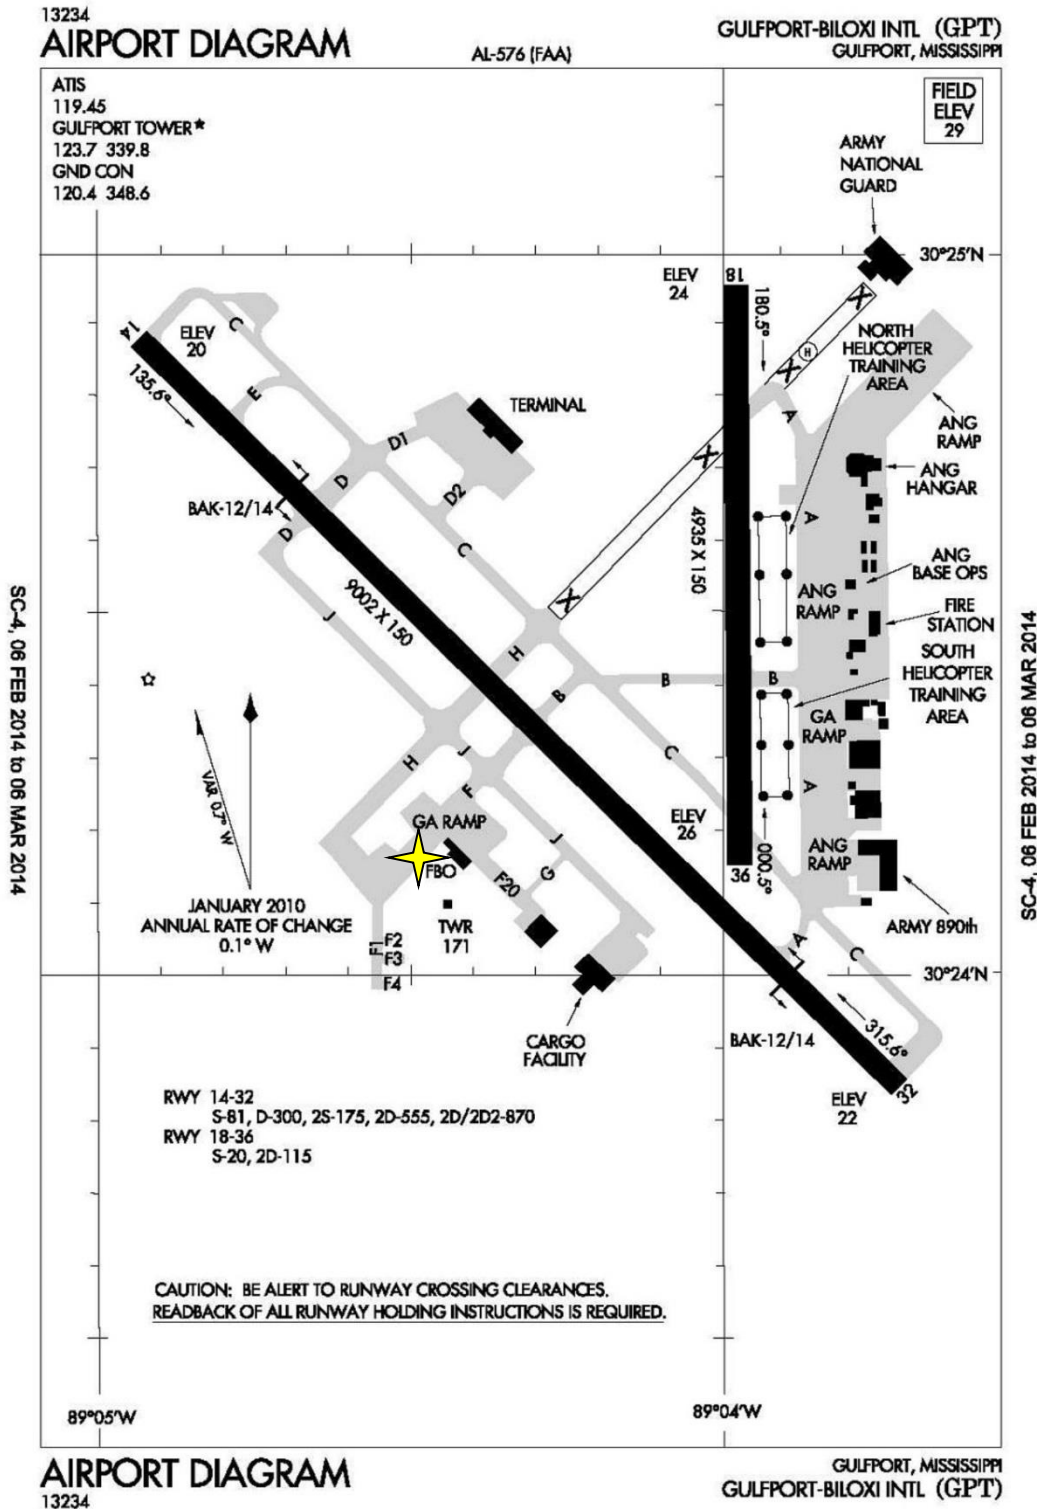 13234
AIRPORT DIAGRAM
AL-576 (FAA)
GULFPORT-BILOXI INTL (GPT)
GULFPORT, MISSISSIPPI
ATIS
119.45
GULFPORT TOWER★
123.7 339.8
GND CON
120.4 348.6
FIELD
ELEV
29
ARMY
NATIONAL
GUARD
30°25'N
ELEV
24
18
180.5°
H
NORTH
HELICOPTER
TRAINING
AREA
ELEV
20
14
135.6°
C
E
TERMINAL
A
ANG
RAMP
D1
D
D2
ANG
HANGAR
BAK-12/14
D
C
4935 X 150
A
ANG
BASE OPS
ANG
RAMP
9002 X 150
J
FIRE
STATION
SOUTH
HELICOPTER
TRAINING
AREA
H
B
B
B
GA
RAMP
C
H
J
F
A
VAR 0.7° W
ELEV
26
GA RAMP
J
ANG
RAMP
FBO
G
36
000.5°
F20
JANUARY 2010
ANNUAL RATE OF CHANGE
0.1° W
TWR
171
ARMY 890th
F1
F2
F3
F4
A
C
30°24'N
CARGO
FACILITY
BAK-12/14
315.6°
32
ELEV
22
RWY 14-32
S-81, D-300, 2S-175, 2D-555, 2D/2D2-870
RWY 18-36
S-20, 2D-115
CAUTION: BE ALERT TO RUNWAY CROSSING CLEARANCES.
READBACK OF ALL RUNWAY HOLDING INSTRUCTIONS IS REQUIRED.
89°05'W
89°04'W
SC-4, 06 FEB 2014 to 06 MAR 2014
SC-4, 06 FEB 2014 to 06 MAR 2014
AIRPORT DIAGRAM
13234
GULFPORT, MISSISSIPPI
GULFPORT-BILOXI INTL (GPT)